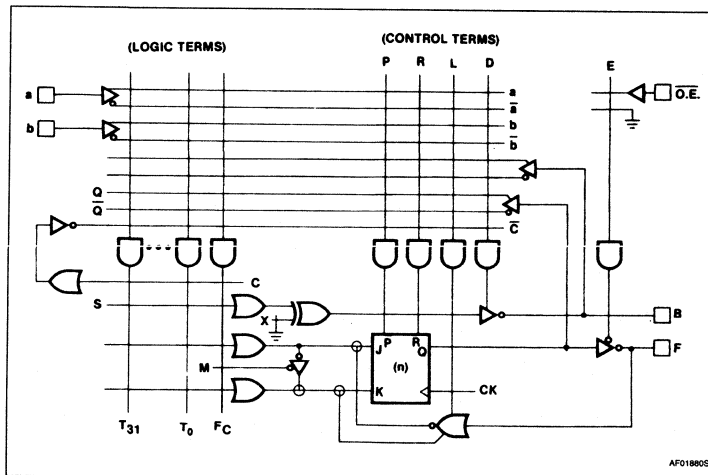 (LOGIC TERMS)
(CONTROL TERMS)
P R L D
E
a
a
O.E.
a̅
b
b
b̅
Q
Q̅
C̅
C
S
X
B
P
R
J
Q
F
(n)
M
K
CK
T31 T0 FC
AF01880S